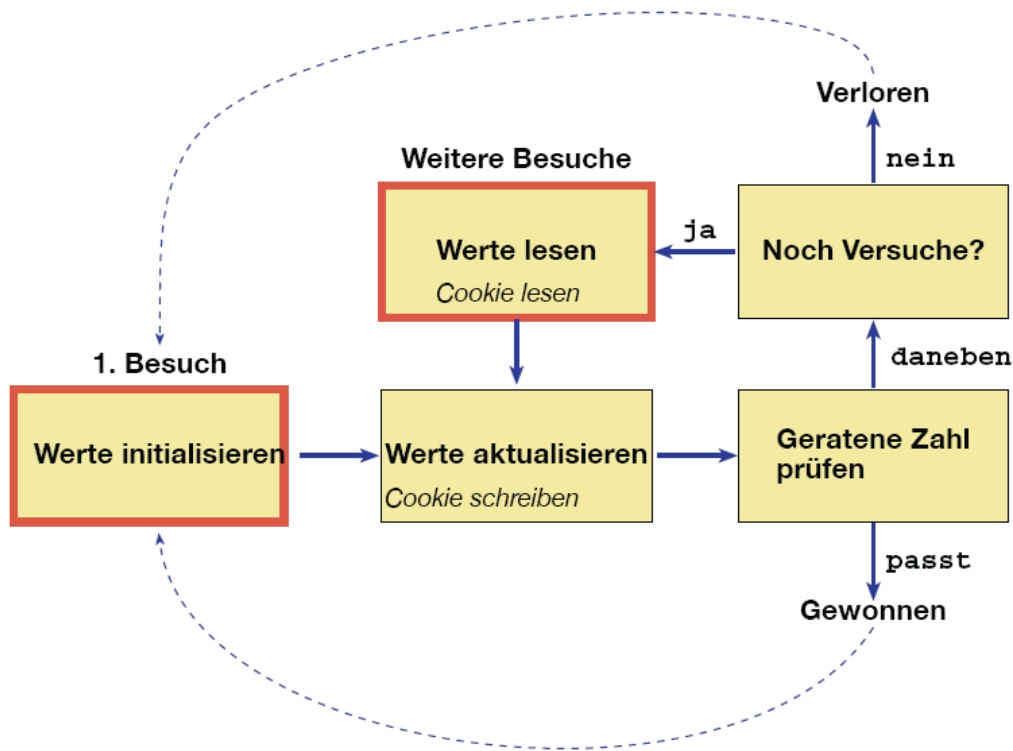 Verloren
nein
Weitere Besuche
Werte lesen
Cookie lesen
ja
Noch Versuche?
daneben
1. Besuch
Werte initialisieren
Werte aktualisieren
Cookie schreiben
Geratene Zahl
prüfen
passt
Gewonnen